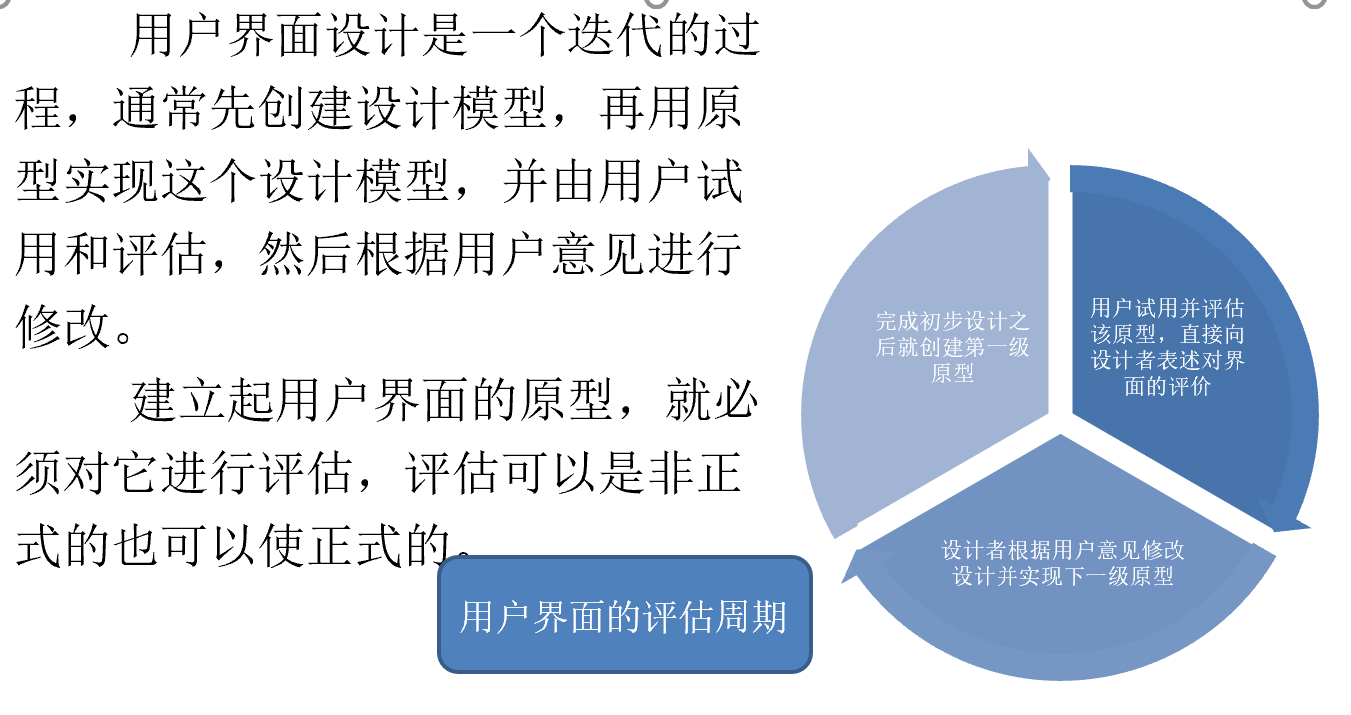 用户界面设计是一个迭代的过
程，通常先创建设计模型，再用原
型实现这个设计模型，并由用户试
用和评估，然后根据用户意见进行
修改。
建立起用户界面的原型，就必
须对它进行评估，评估可以是非正
式的也可以使正式的。
用户界面的评估周期
完成初步设计之
后就创建第一级
原型
用户试用并评估
该原型，直接向
设计者表述对界
面的评价
设计者根据用户意见修改
设计并实现下一级原型